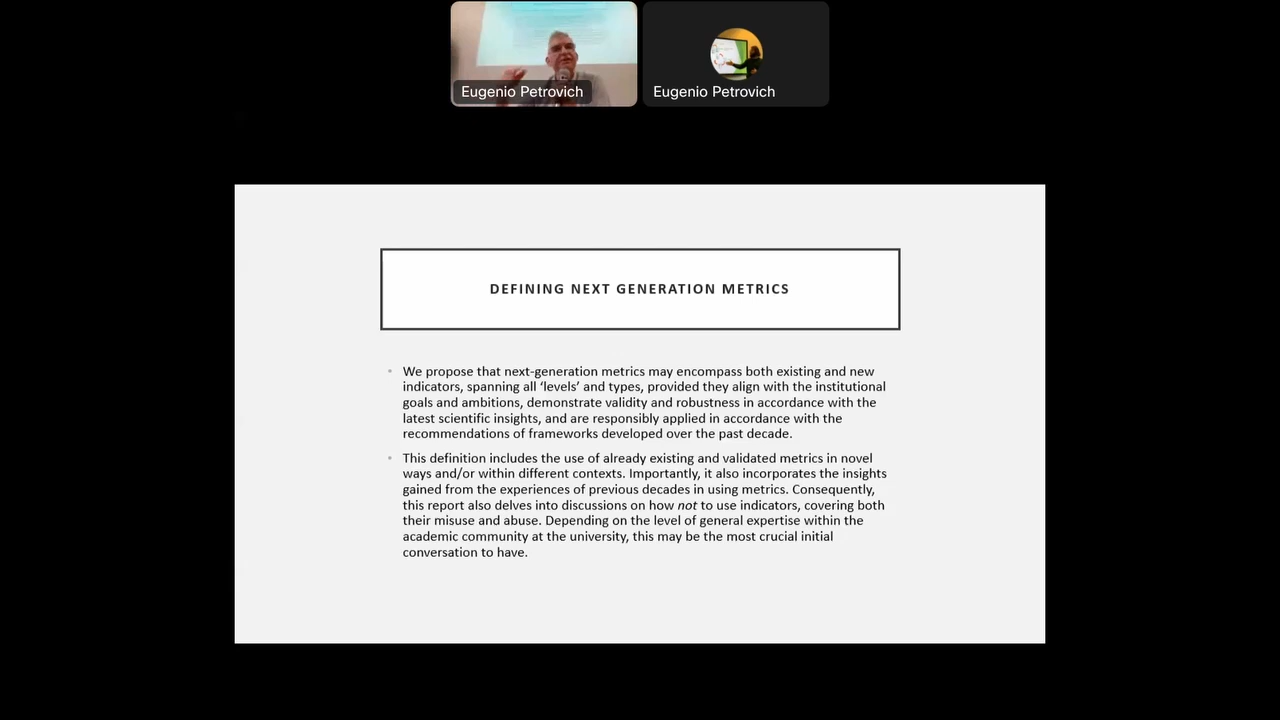 Eugenio Petrovich
Eugenio Petrovich
DEFINING NEXT GENERATION METRICS
• We propose that next-generation metrics may encompass both existing and new
indicators, spanning all ‘levels’ and types, provided they align with the institutional
goals and ambitions, demonstrate validity and robustness in accordance with the
latest scientific insights, and are responsibly applied in accordance with the
recommendations of frameworks developed over the past decade.
• This definition includes the use of already existing and validated metrics in novel
ways and/or within different contexts. Importantly, it also incorporates the insights
gained from the experiences of previous decades in using metrics. Consequently,
this report also delves into discussions on how not to use indicators, covering both
their misuse and abuse. Depending on the level of general expertise within the
academic community at the university, this may be the most crucial initial
conversation to have.